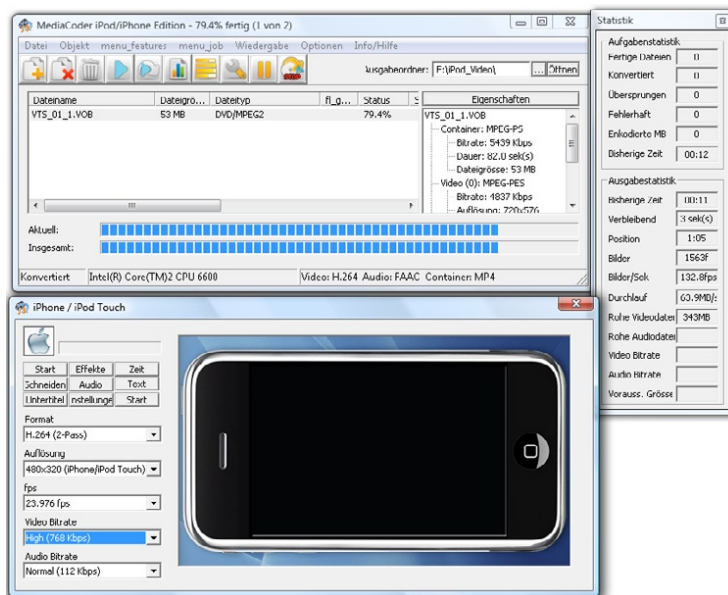 MediaCoder iPod/iPhone Edition - 79.4% fertig (1 von 2)
Datei Objekt menu_features menu_job Wiedergabe Optionen Info/Hilfe
Ausgabeordner: F:\iPod_Video\ ... Öffnen
Dateiname Dateigrö... Dateityp fl_g... Status S
VTS_01_1.VOB 53 MB DVD/MPEG2 79.4%
Eigenschaften
VTS_01_1.VOB
Container: MPEG-PS
Bitrate: 5439 Kbps
Dauer: 82.0 sek(s)
Dateigrösse: 53 MB
Video (0): MPEG-PES
Bitrate: 4837 Kbps
Auflösung: 720x576
Aktuell:
Insgesamt:
Konvertiert Intel(R) Core(TM)2 CPU 6600 Video: H.264 Audio: FAAC Container: MP4
Statistik
Aufgabenstatistik
Fertige Dateien 0
Konvertiert 0
Übersprungen 0
Fehlerhaft 0
Enkodierte MB 0
Bisherige Zeit 00:12
Ausgabestatistik
Bisherige Zeit 00:11
Verbleibend 3 sek(s)
Position 1:05
Bilder 1563f
Bilder/Sek 132.8fps
Durchlauf 63.9MB/s
Rohe Videodatei 343MB
Rohe Audiodatei
Video Bitrate
Audio Bitrate
Vorauss. Grösse
iPhone / iPod Touch
Start Effekte Zeit
Schneiden Audio Text
Untertitel nstellunge Start
Format
H.264 (2-Pass)
Auflösung
480x320 (iPhone/iPod Touch)
fps
23.976 fps
Video Bitrate
High (768 Kbps)
Audio Bitrate
Normal (112 Kbps)